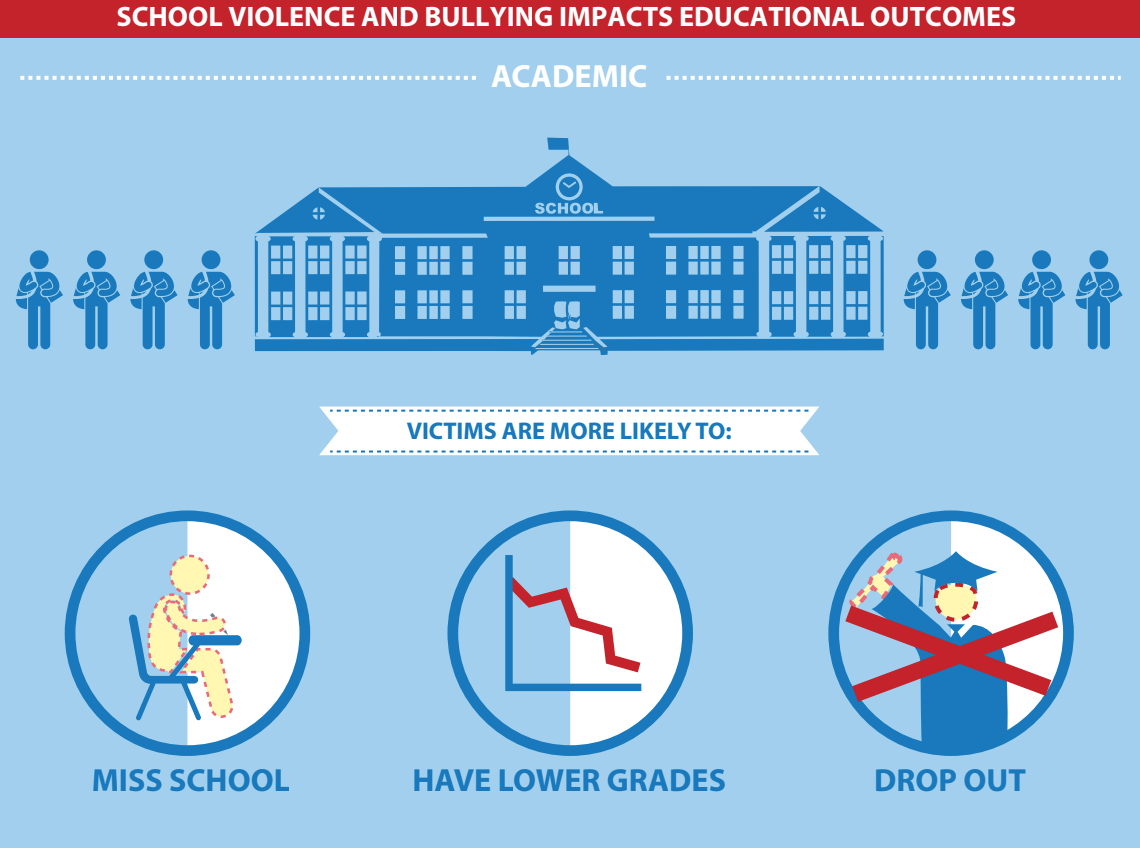 SCHOOL VIOLENCE AND BULLYING IMPACTS EDUCATIONAL OUTCOMES
ACADEMIC
SCHOOL
VICTIMS ARE MORE LIKELY TO:
MISS SCHOOL
HAVE LOWER GRADES
DROP OUT